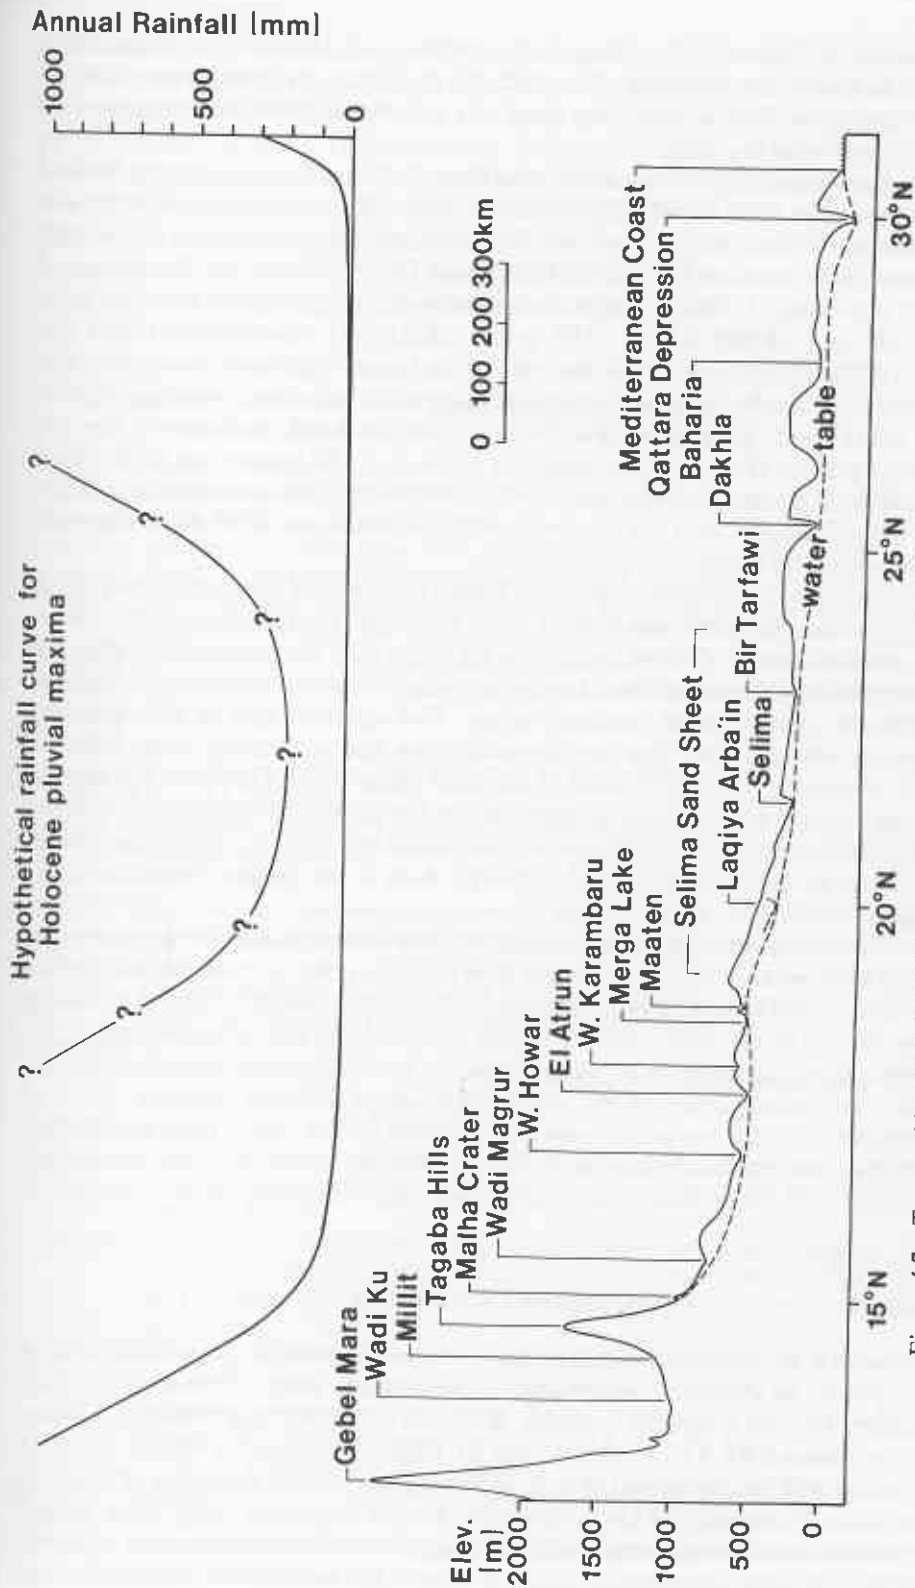 Annual Rainfall (mm)
1000
500
0
Hypothetical rainfall curve for
Holocene pluvial maxima
?
?
?
?
?
?
?
0 100 200 300km
Gebel Mara
Wadi Ku
Millit
Tagaba Hills
Malha Crater
Wadi Magrur
W. Howar
El Atrun
W. Karambaru
Merga Lake
Maaten
Selima Sand Sheet
Laqiya Arba'in
Selima
Bir Tarfawi
Dakhla
Baharia
Qattara Depression
Mediterranean Coast
water table
Elev.
(m)
2000
1500
1000
500
0
15°N
20°N
25°N
30°N